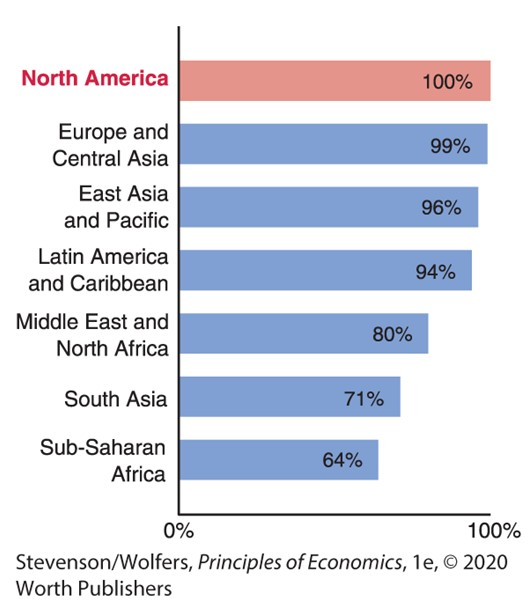 North America
100%
Europe and
Central Asia
99%
East Asia
and Pacific
96%
Latin America
and Caribbean
94%
Middle East and
North Africa
80%
South Asia
71%
Sub-Saharan
Africa
64%
0%
100%
Stevenson/Wolfers, Principles of Economics, 1e, © 2020
Worth Publishers